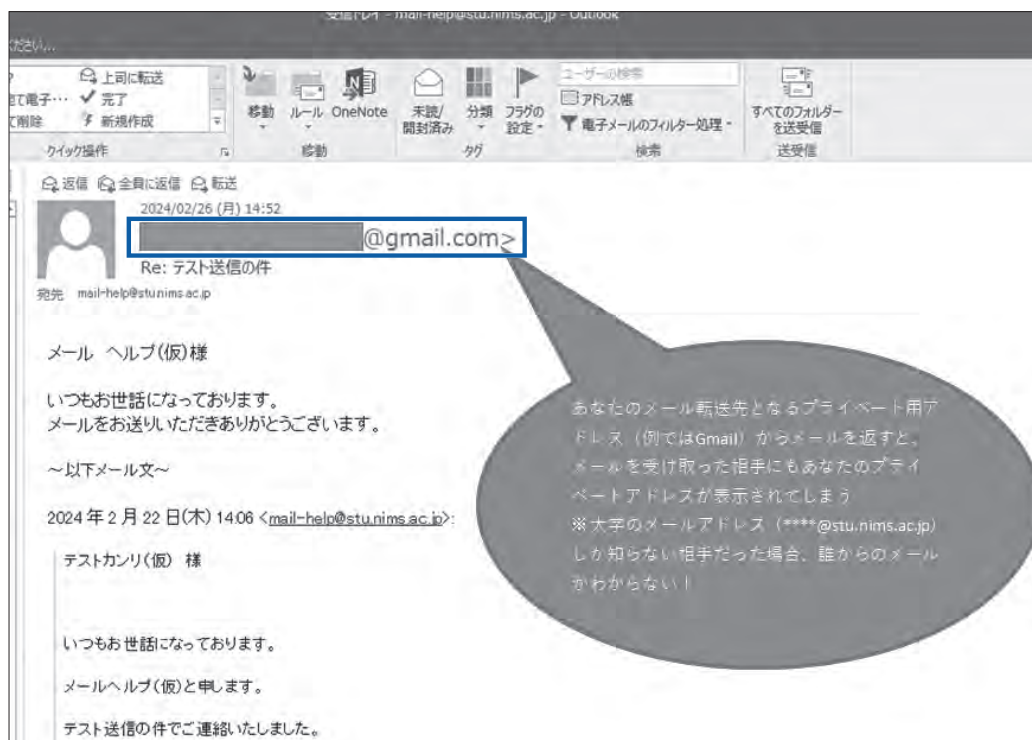 受信トレイ - mail-help@stu.nims.ac.jp - Outlook
ください...
上司に転送
て電子… ✓ 完了
て削除 新規作成
クイック操作
移動 ルール OneNote
移動
未読/開封済み 分類 フラグの設定
タグ
ユーザーの検索
アドレス帳
電子メールのフィルター処理
検索
すべてのフォルダーを送受信
送受信
返信 全員に返信 転送
2024/02/26 (月) 14:52
@gmail.com>
Re: テスト送信の件
宛先 mail-help@stu.nims.ac.jp
メール ヘルプ(仮)様
いつもお世話になっております。
メールをお送りいただきありがとうございます。
～以下メール文～
2024年2月22日(木) 14:06 <mail-help@stu.nims.ac.jp>:
テストカンリ(仮) 様
いつもお世話になっております。
メールヘルプ(仮)と申します。
テスト送信の件でご連絡いたしました。
あなたのメール転送先となるプライベート用ア
ドレス（例ではGmail）からメールを返すと、
メールを受け取った相手にもあなたのプライ
ベートアドレスが表示されてしまう
※大学のメールアドレス（****@stu.nims.ac.jp）
しか知らない相手だった場合、誰からのメール
かわからない！